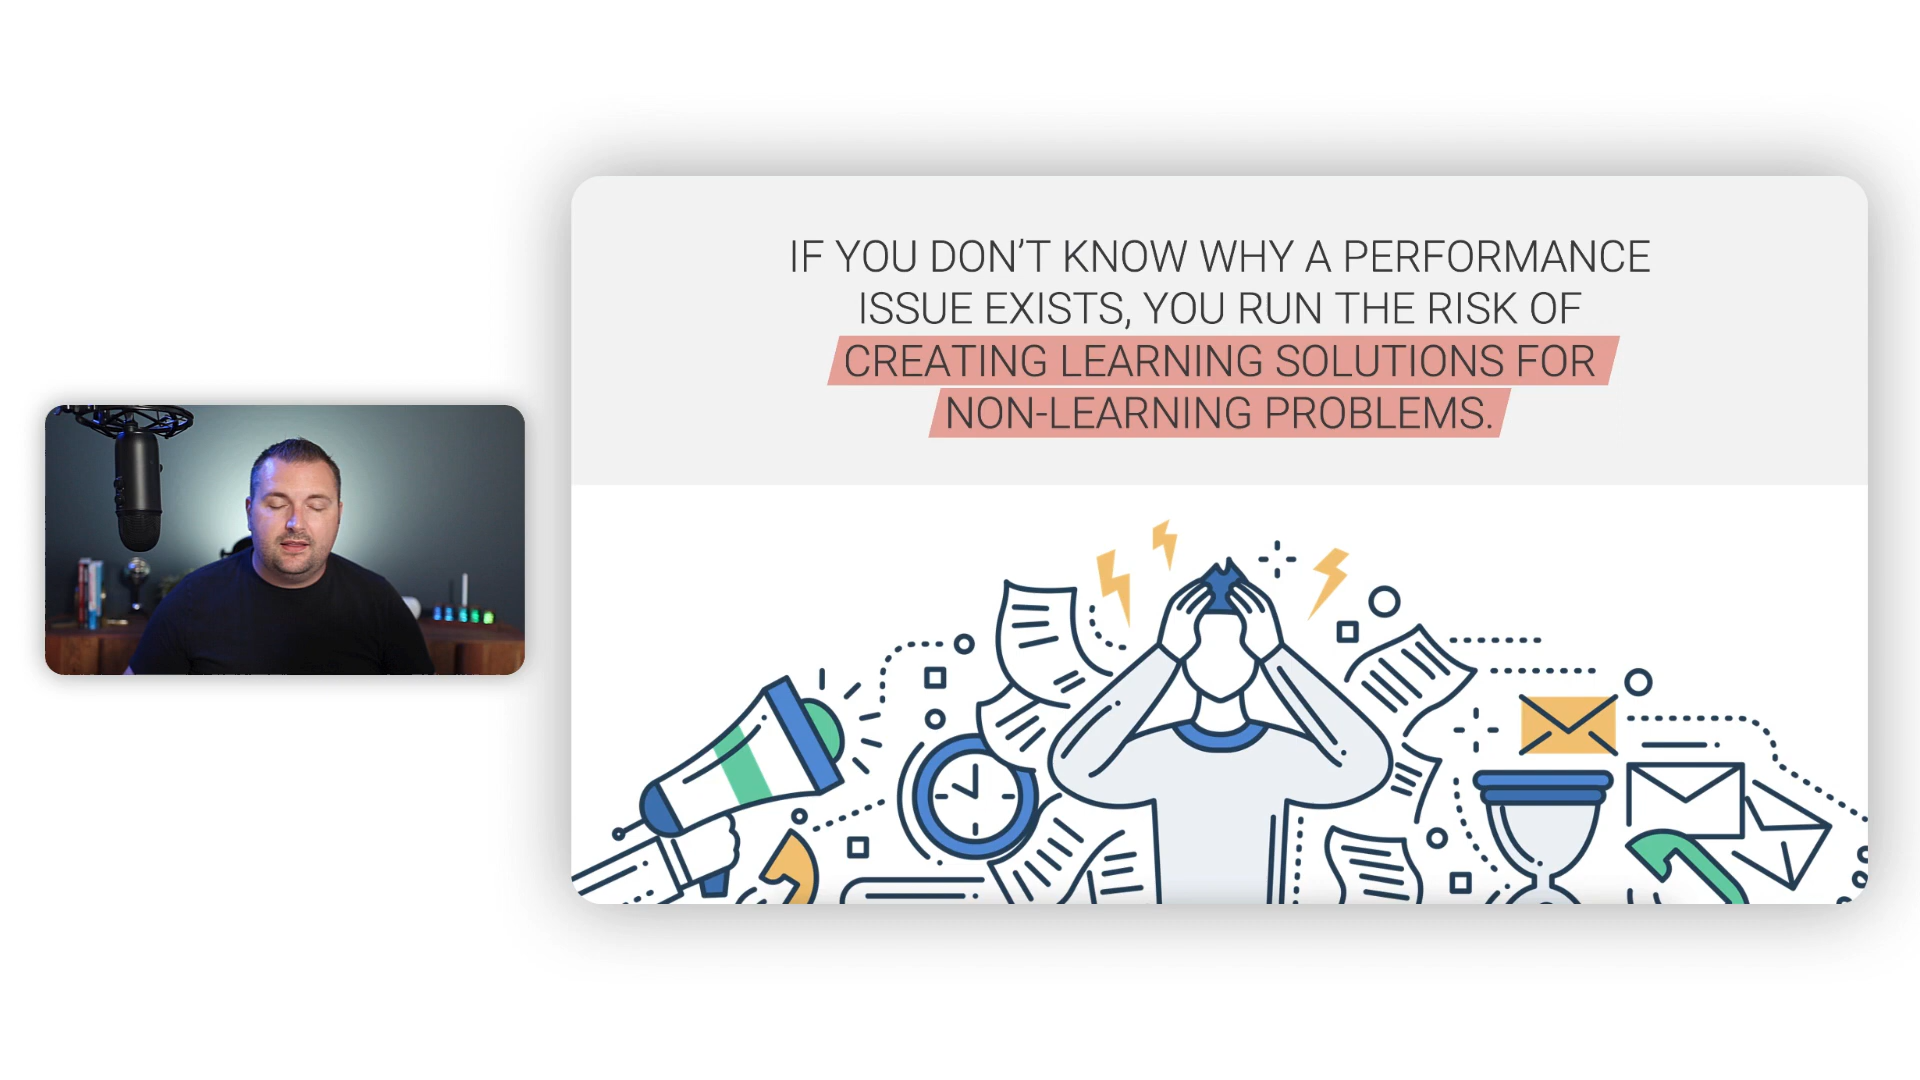 IF YOU DON’T KNOW WHY A PERFORMANCE
ISSUE EXISTS, YOU RUN THE RISK OF
CREATING LEARNING SOLUTIONS FOR
NON-LEARNING PROBLEMS.